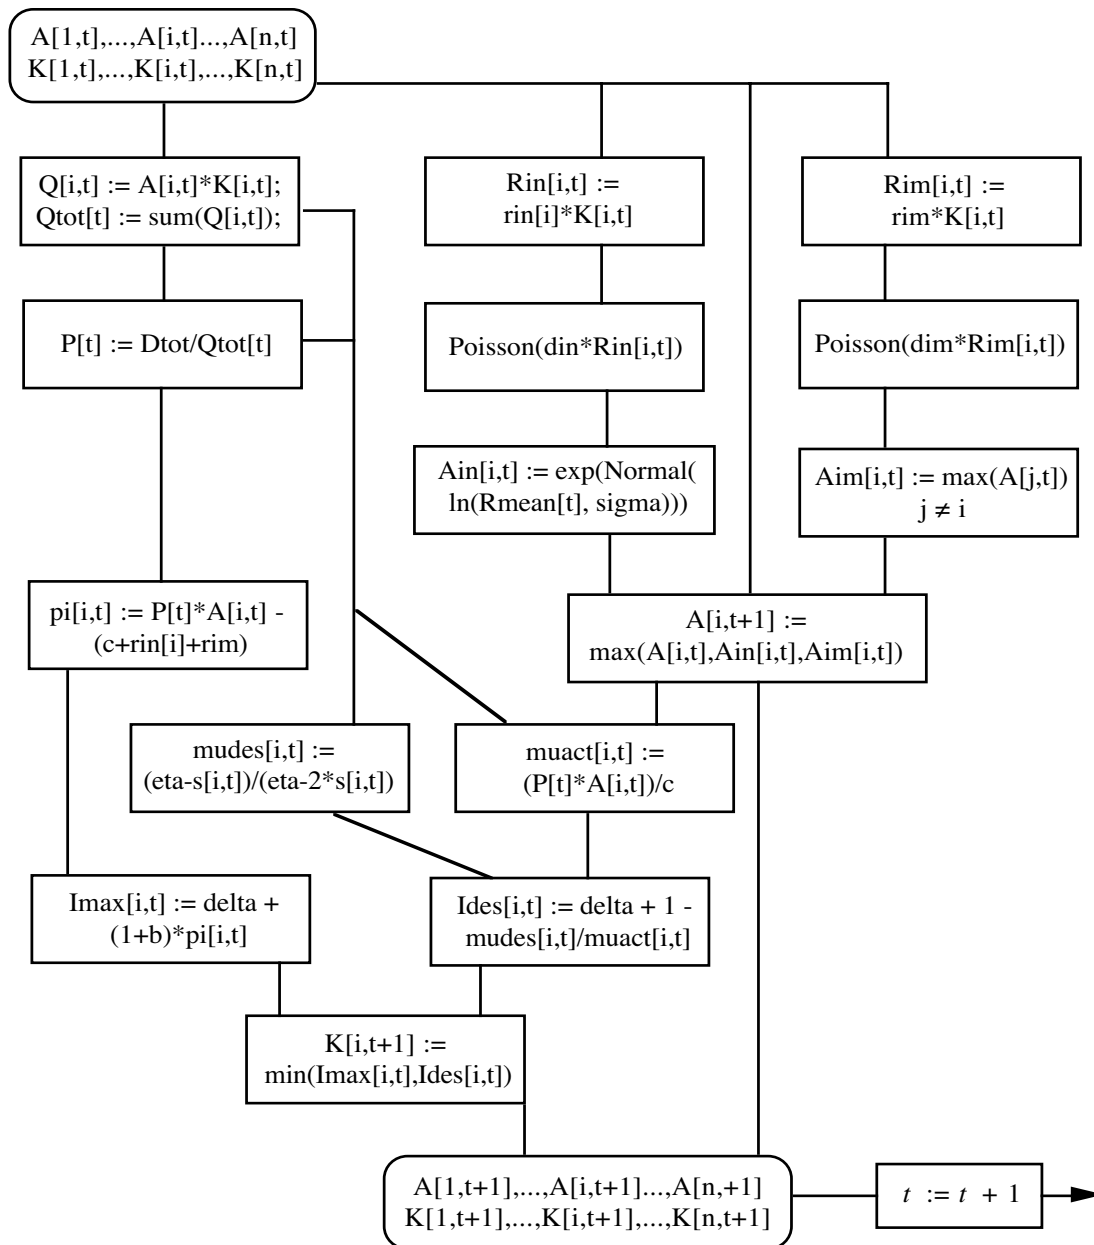 A[1,t],...,A[i,t]...,A[n,t]
K[1,t],...,K[i,t],...,K[n,t]
Q[i,t] := A[i,t]*K[i,t];
Qtot[t] := sum(Q[i,t]);
Rin[i,t] :=
rin[i]*K[i,t]
Rim[i,t] :=
rim*K[i,t]
P[t] := Dtot/Qtot[t]
Poisson(din*Rin[i,t])
Poisson(dim*Rim[i,t])
Ain[i,t] := exp(Normal(
ln(Rmean[t], sigma)))
Aim[i,t] := max(A[j,t])
j ≠ i
pi[i,t] := P[t]*A[i,t] -
(c+rin[i]+rim)
A[i,t+1] :=
max(A[i,t],Ain[i,t],Aim[i,t])
mudes[i,t] :=
(eta-s[i,t])/(eta-2*s[i,t])
muact[i,t] :=
(P[t]*A[i,t])/c
Imax[i,t] := delta +
(1+b)*pi[i,t]
Ides[i,t] := delta + 1 -
mudes[i,t]/muact[i,t]
K[i,t+1] :=
min(Imax[i,t],Ides[i,t])
A[1,t+1],...,A[i,t+1]...,A[n,+1]
K[1,t+1],...,K[i,t+1],...,K[n,t+1]
t := t + 1